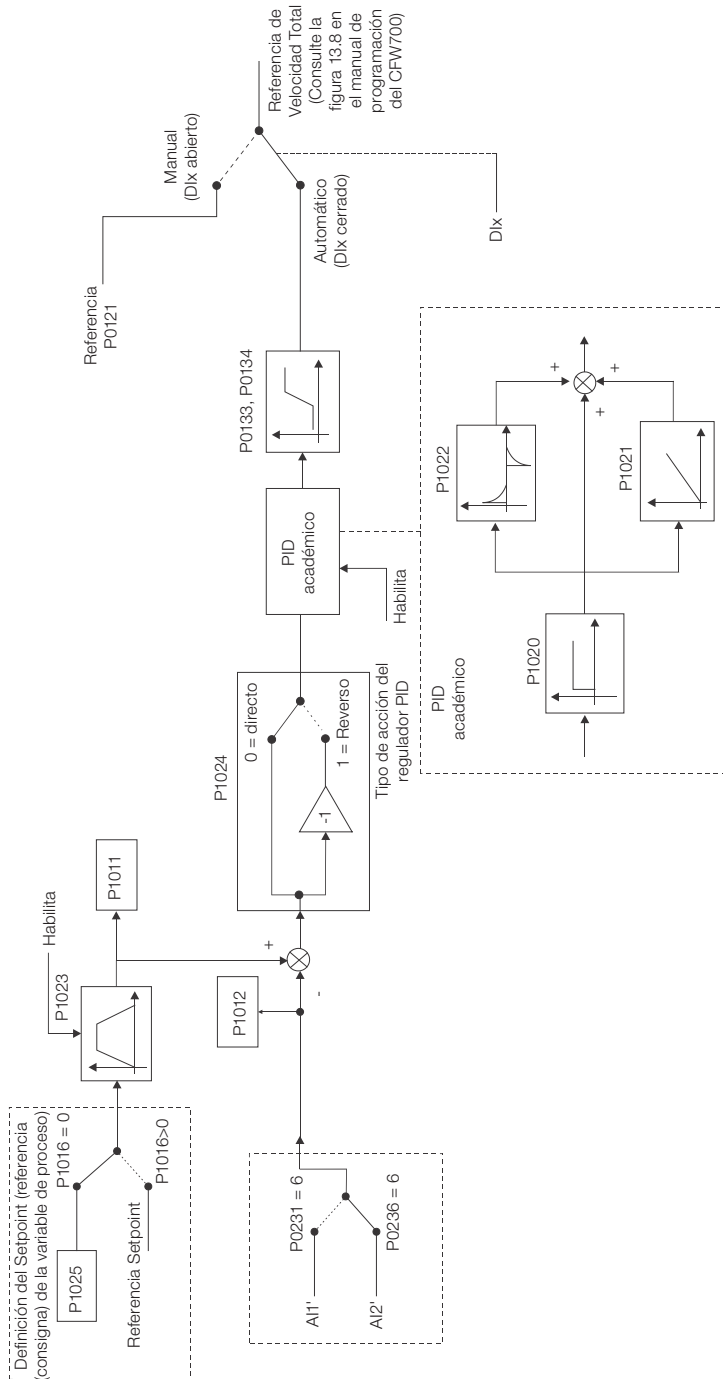 Definición del Setpoint (referencia
(consigna) de la variable de proceso)
P1025
P1016 = 0
P1016>0
Referencia Setpoint
P1023
Habilita
P1011
AI1'
AI2'
P0231 = 6
P0236 = 6
P1012
+
-
P1024
0 = directo
1 = Reverso
-1
Tipo de acción del
regulador PID
PID
académico
Habilita
P0133, P0134
Referencia
P0121
Manual
(DIx abierto)
Automático
(DIx cerrado)
DIx
Referencia de
Velocidad Total
(Consulte la
figura 13.8 en
el manual de
programación
del CFW700)
PID
académico
P1020
P1022
P1021
+
+
+